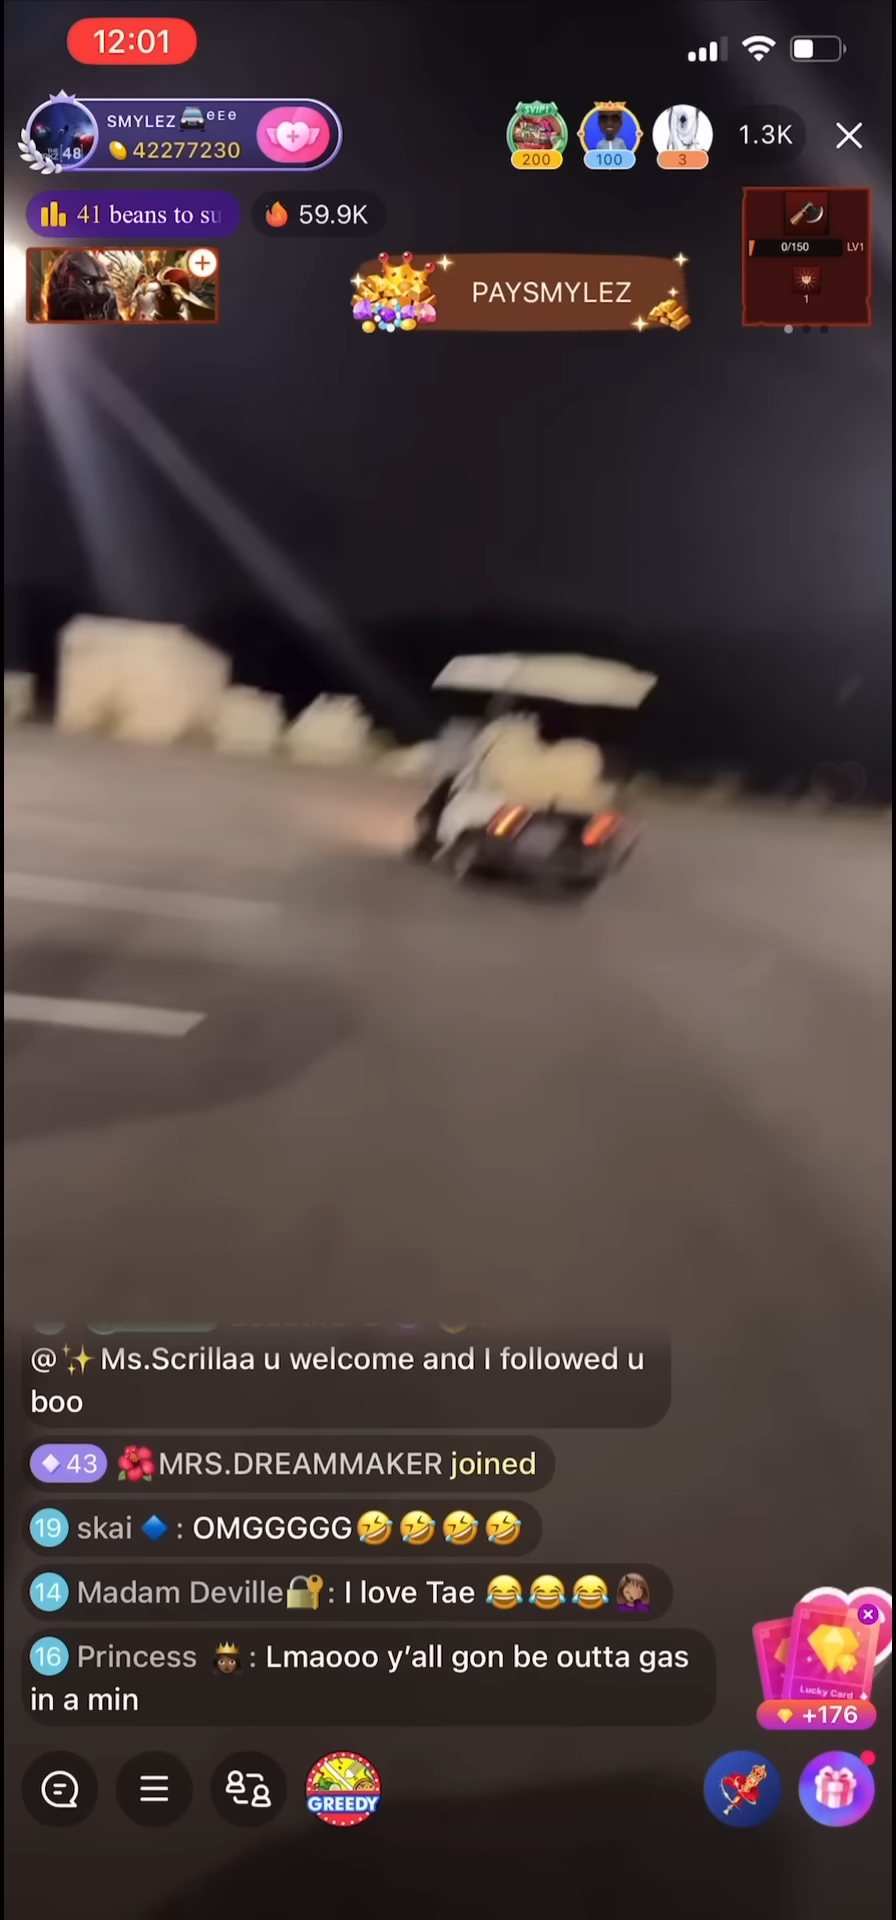 12:01
SMYLEZ🚘ᵉᴱᵉ
48
42277230
SVIP1
200
100
3
1.3K
41 beans to su
59.9K
0/150 LV1
1
PAYSMYLEZ
@✨Ms.Scrillaa u welcome and I followed u
boo
43 🌺MRS.DREAMMAKER joined
19 skai🔹: OMGGGGG🤣🤣🤣🤣
14 Madam Deville🔐: I love Tae 😂😂😂🤦🏽‍♀️
16 Princess 👸🏾: Lmaooo y’all gon be outta gas
in a min
Lucky Card
+176
GREEDY